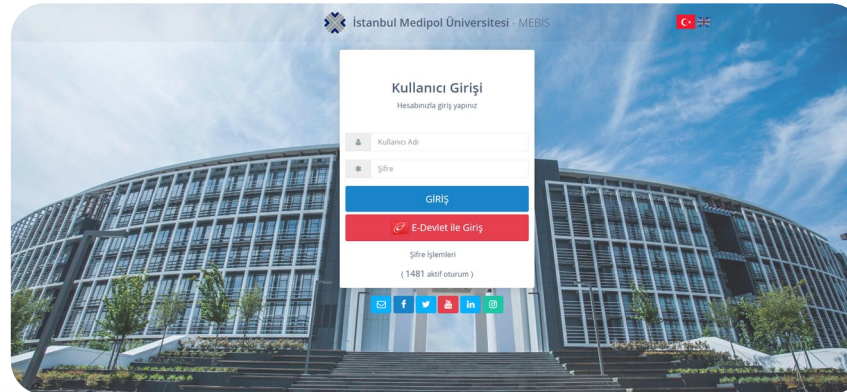 İstanbul Medipol Üniversitesi - MEBİS
Kullanıcı Girişi
Hesabınızla giriş yapınız
Kullanıcı Adı
Şifre
GİRİŞ
E-Devlet ile Giriş
Şifre İşlemleri
( 1481 aktif oturum )